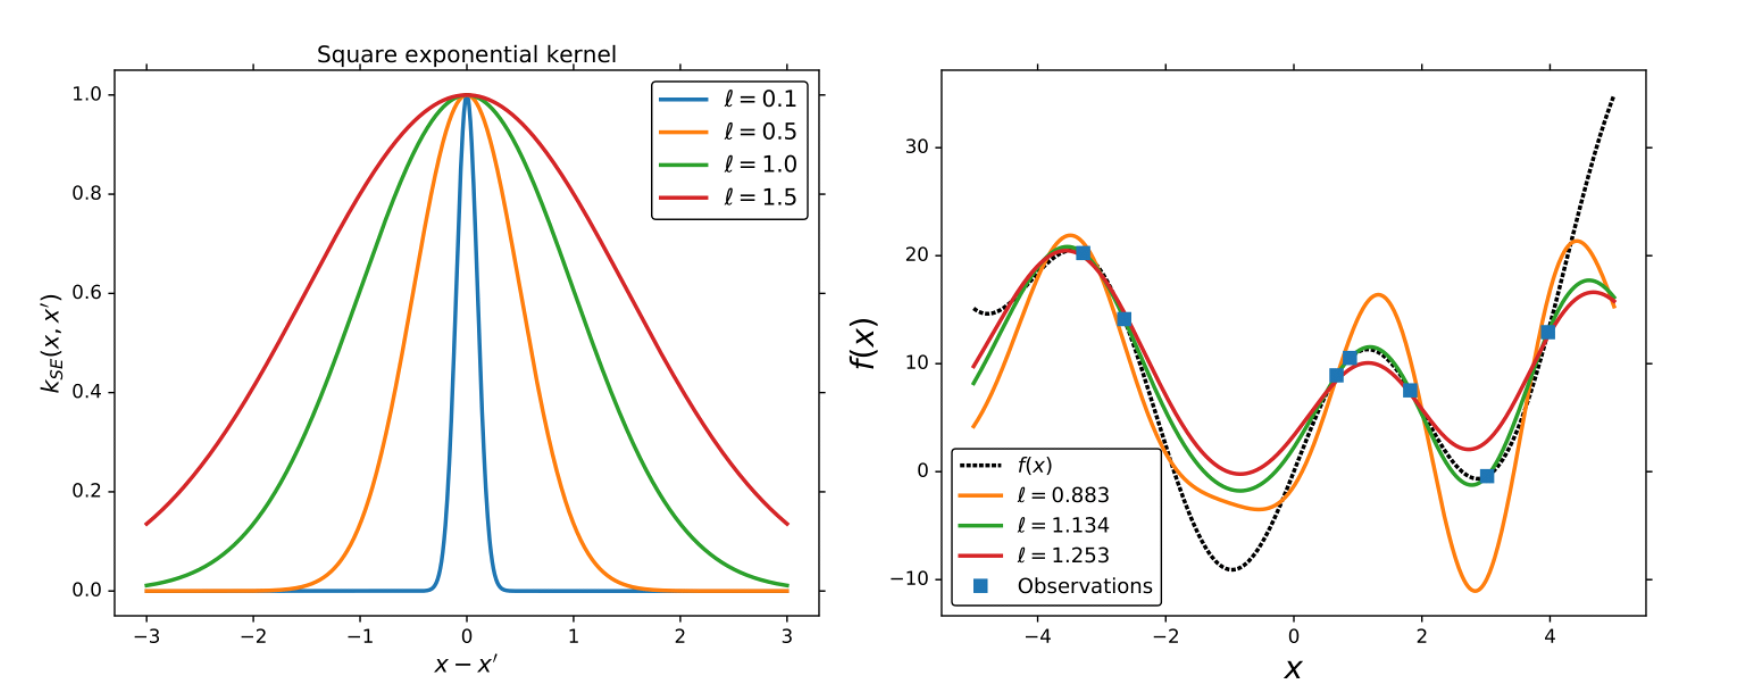 Square exponential kernel
1.0
0.8
0.6
0.4
0.2
0.0
k_{SE}(x, x′)
−3 −2 −1 0 1 2 3
x − x′
ℓ = 0.1
ℓ = 0.5
ℓ = 1.0
ℓ = 1.5
30
20
10
0
−10
f(x)
−4 −2 0 2 4
x
f(x)
ℓ = 0.883
ℓ = 1.134
ℓ = 1.253
Observations